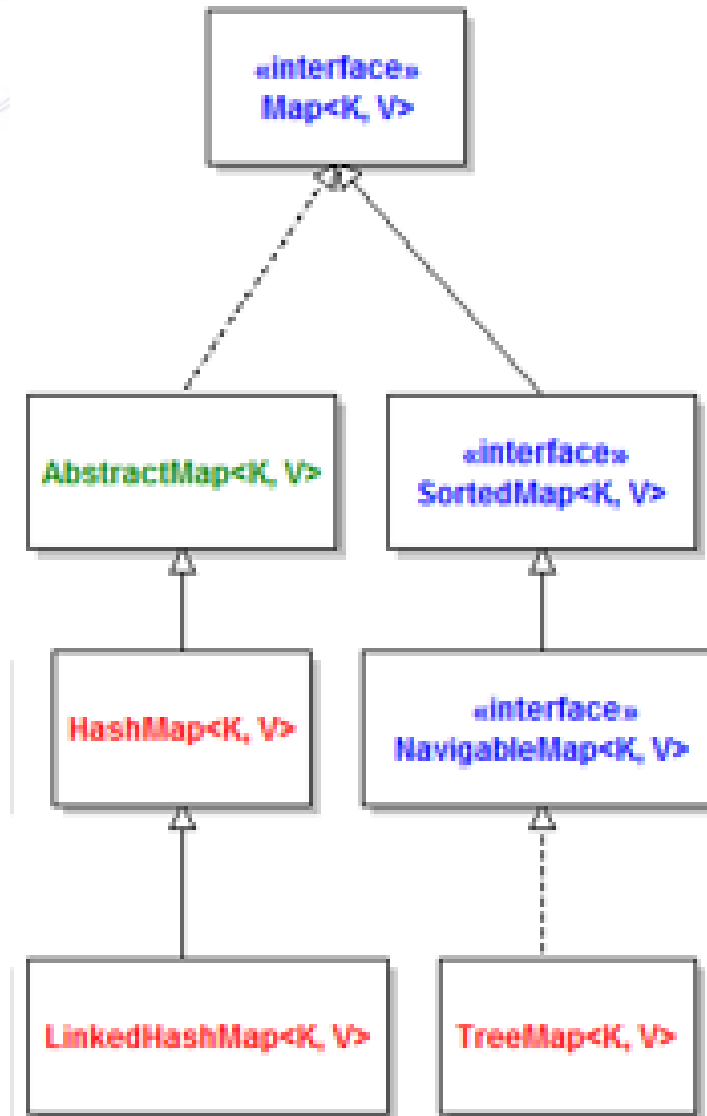 «interface»
Map<K, V>
AbstractMap<K, V>
«interface»
SortedMap<K, V>
HashMap<K, V>
«interface»
NavigableMap<K, V>
LinkedHashMap<K, V>
TreeMap<K, V>